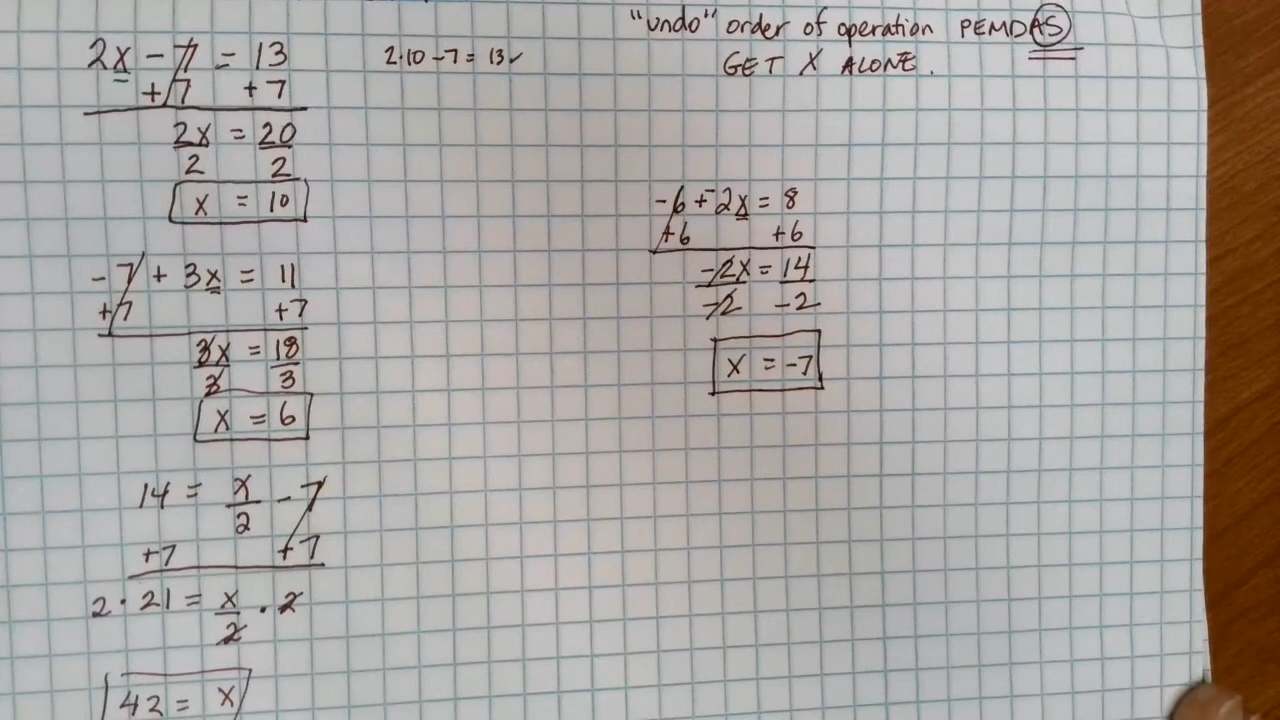 "undo" order of operation PEMDAS
GET X ALONE.
2x - 7 = 13
+7 +7
2x = 20
2 2
x = 10
2·10 - 7 = 13✓
-7 + 3x = 11
+7 +7
3x = 18
3 3
x = 6
14 = x/2 - 7
+7 +7
2 · 21 = x/2 · 2
42 = x
-6 + -2x = 8
+6 +6
-2x = 14
-2 -2
x = -7